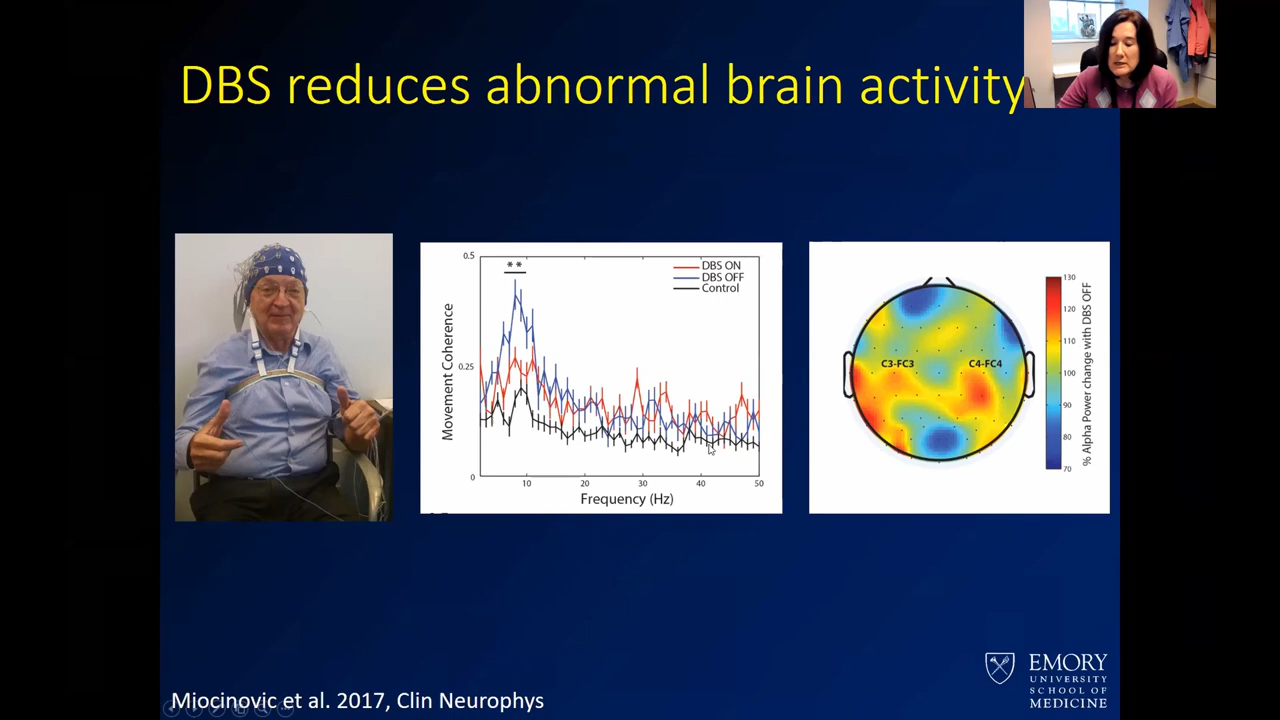 DBS reduces abnormal brain activity
0.5
0.25
0
Movement Coherence
**
DBS ON
DBS OFF
Control
10
20
30
40
50
Frequency (Hz)
C3-FC3
C4-FC4
130
120
110
100
90
80
70
% Alpha Power change with DBS OFF
Miocinovic et al. 2017, Clin Neurophys
EMORY
UNIVERSITY
SCHOOL OF
MEDICINE